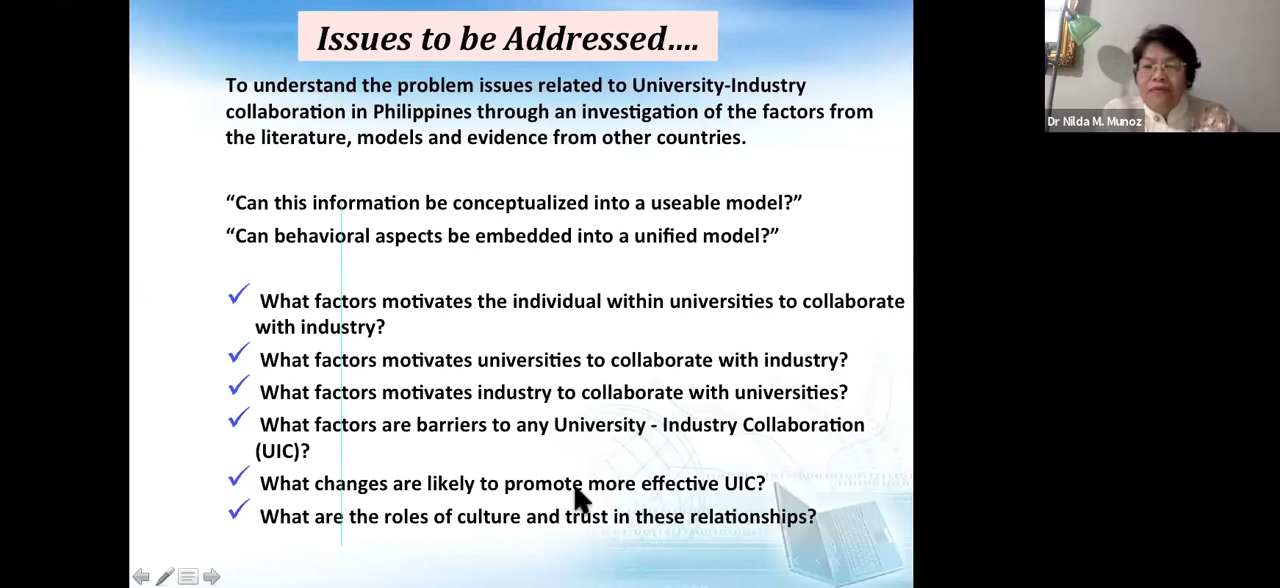 Issues to be Addressed....
To understand the problem issues related to University-Industry
collaboration in Philippines through an investigation of the factors from
the literature, models and evidence from other countries.
“Can this information be conceptualized into a useable model?”
“Can behavioral aspects be embedded into a unified model?”
✓ What factors motivates the individual within universities to collaborate
with industry?
✓ What factors motivates universities to collaborate with industry?
✓ What factors motivates industry to collaborate with universities?
✓ What factors are barriers to any University - Industry Collaboration
(UIC)?
✓ What changes are likely to promote more effective UIC?
✓ What are the roles of culture and trust in these relationships?
Dr Nilda M. Munoz